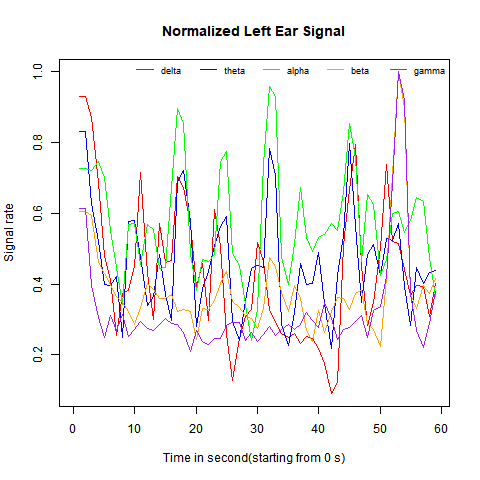 Normalized Left Ear Signal
delta theta alpha beta gamma
1.0
0.8
0.6
0.4
0.2
Signal rate
0 10 20 30 40 50 60
Time in second(starting from 0 s)